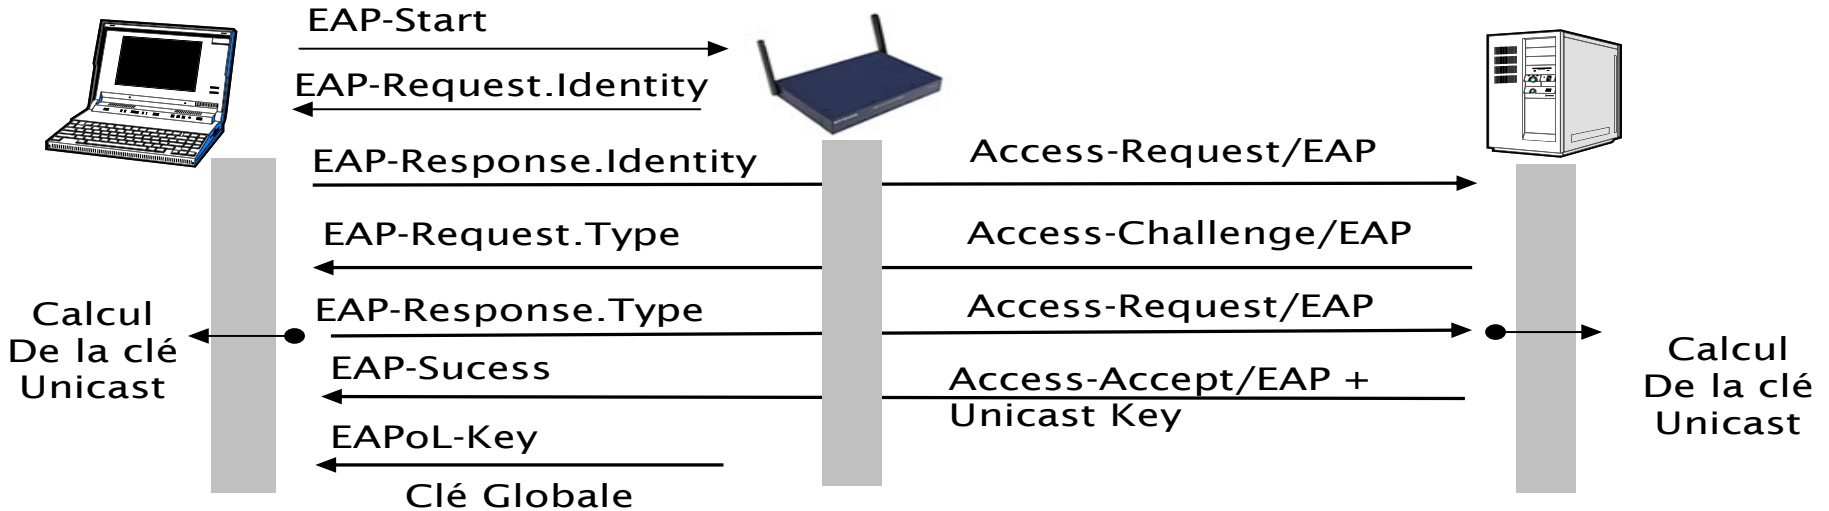 EAP-Start
EAP-Request.Identity
EAP-Response.Identity
Access-Request/EAP
EAP-Request.Type
Access-Challenge/EAP
Calcul
De la clé
Unicast
EAP-Response.Type
Access-Request/EAP
EAP-Sucess
Access-Accept/EAP +
Unicast Key
Calcul
De la clé
Unicast
EAPoL-Key
Clé Globale